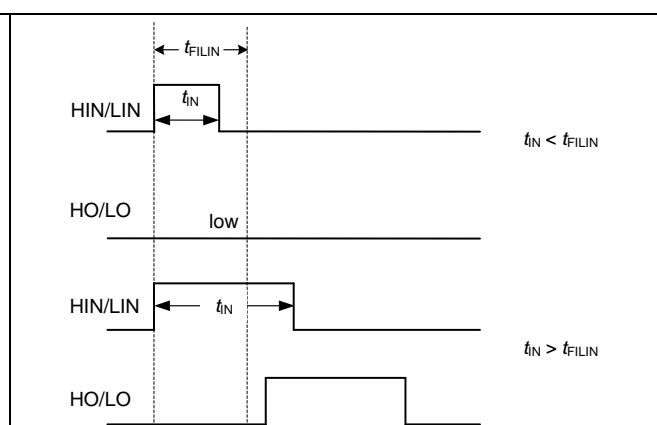 tFILIN
HIN/LIN
tIN
tIN < tFILIN
HO/LO
low
HIN/LIN
tIN
tIN > tFILIN
HO/LO